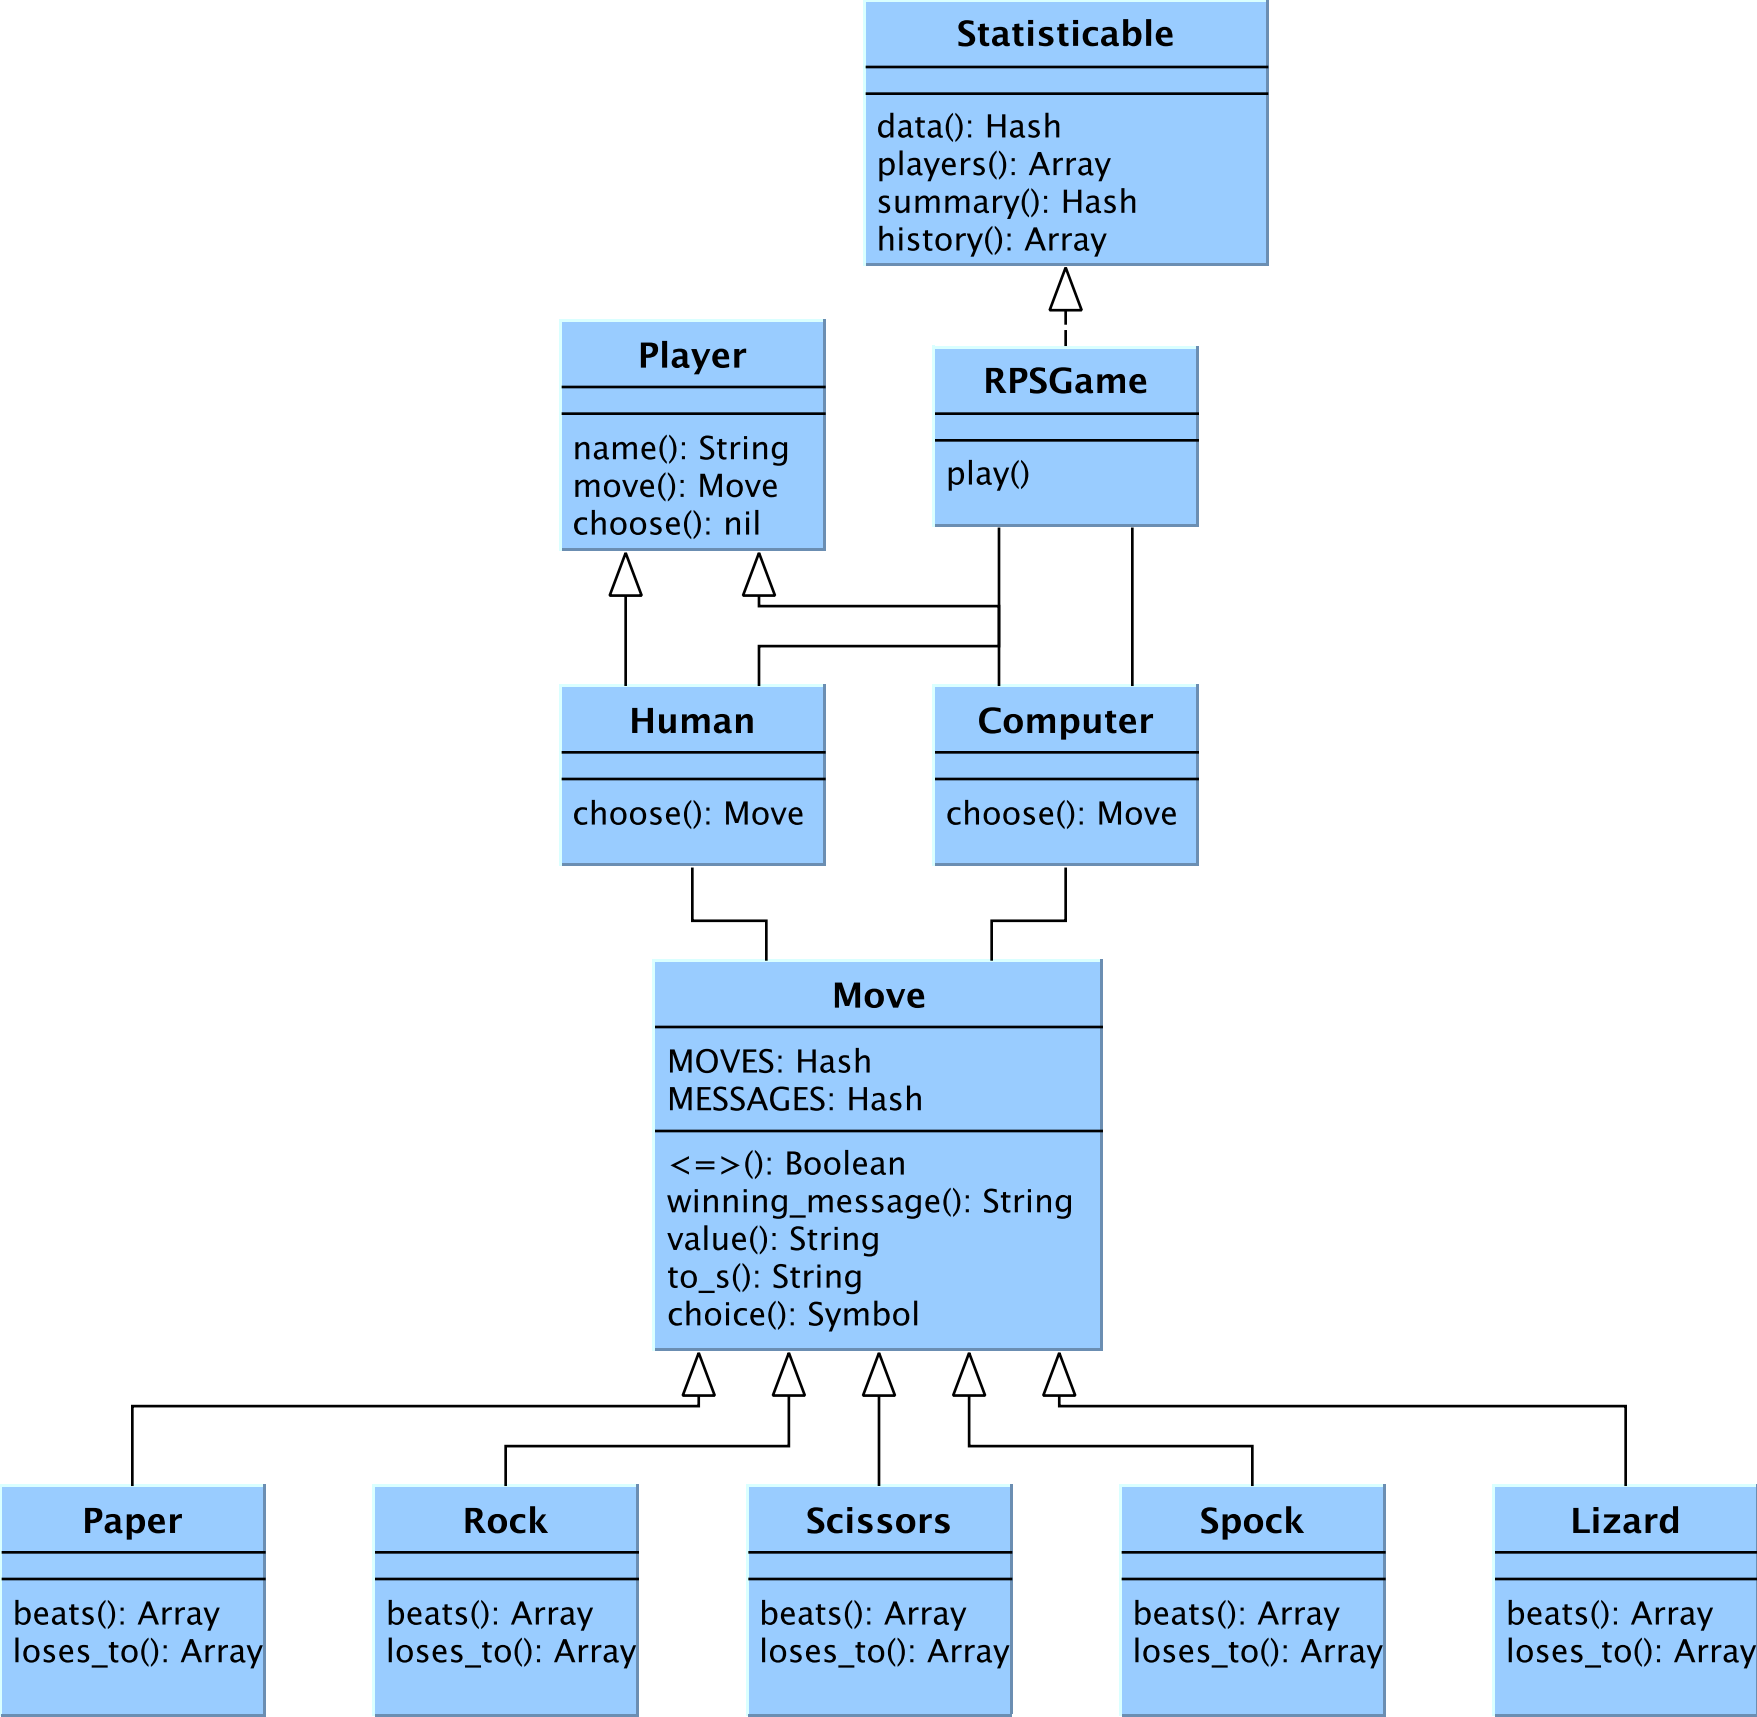 Statisticable
data(): Hash
players(): Array
summary(): Hash
history(): Array
Player
name(): String
move(): Move
choose(): nil
RPSGame
play()
Human
choose(): Move
Computer
choose(): Move
Move
MOVES: Hash
MESSAGES: Hash
<=>(): Boolean
winning_message(): String
value(): String
to_s(): String
choice(): Symbol
Paper
beats(): Array
loses_to(): Array
Rock
beats(): Array
loses_to(): Array
Scissors
beats(): Array
loses_to(): Array
Spock
beats(): Array
loses_to(): Array
Lizard
beats(): Array
loses_to(): Array